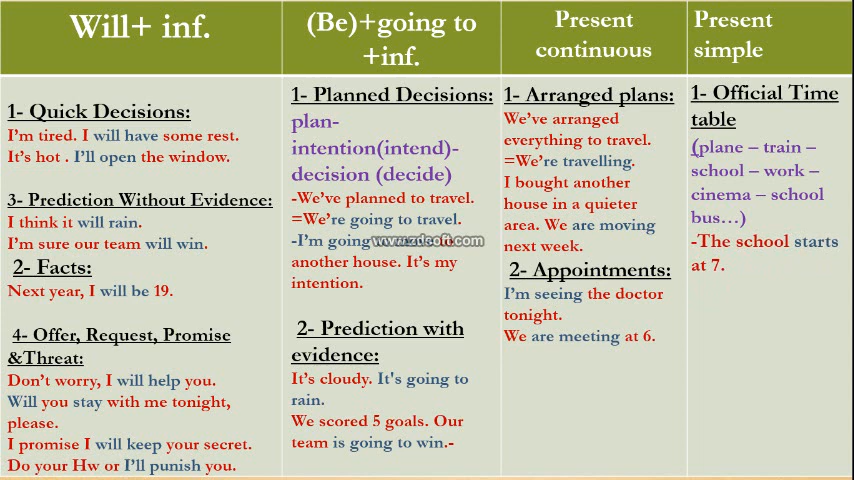 Will+ inf.
(Be)+going to
+inf.
Present
continuous
Present
simple
1- Quick Decisions:
I'm tired. I will have some rest.
It's hot . I'll open the window.
3- Prediction Without Evidence:
I think it will rain.
I'm sure our team will win.
2- Facts:
Next year, I will be 19.
4- Offer, Request, Promise
&Threat:
Don't worry, I will help you.
Will you stay with me tonight,
please.
I promise I will keep your secret.
Do your Hw or I'll punish you.
1- Planned Decisions:
plan-
intention(intend)-
decision (decide)
-We've planned to travel.
=We're going to travel.
-I'm going
www.zdsoft.com
another house. It's my
intention.
2- Prediction with
evidence:
It's cloudy. It's going to
rain.
We scored 5 goals. Our
team is going to win.-
1- Arranged plans:
We've arranged
everything to travel.
=We're travelling.
I bought another
house in a quieter
area. We are moving
next week.
2- Appointments:
I'm seeing the doctor
tonight.
We are meeting at 6.
1- Official Time
table
(plane – train –
school – work –
cinema – school
bus…)
-The school starts
at 7.